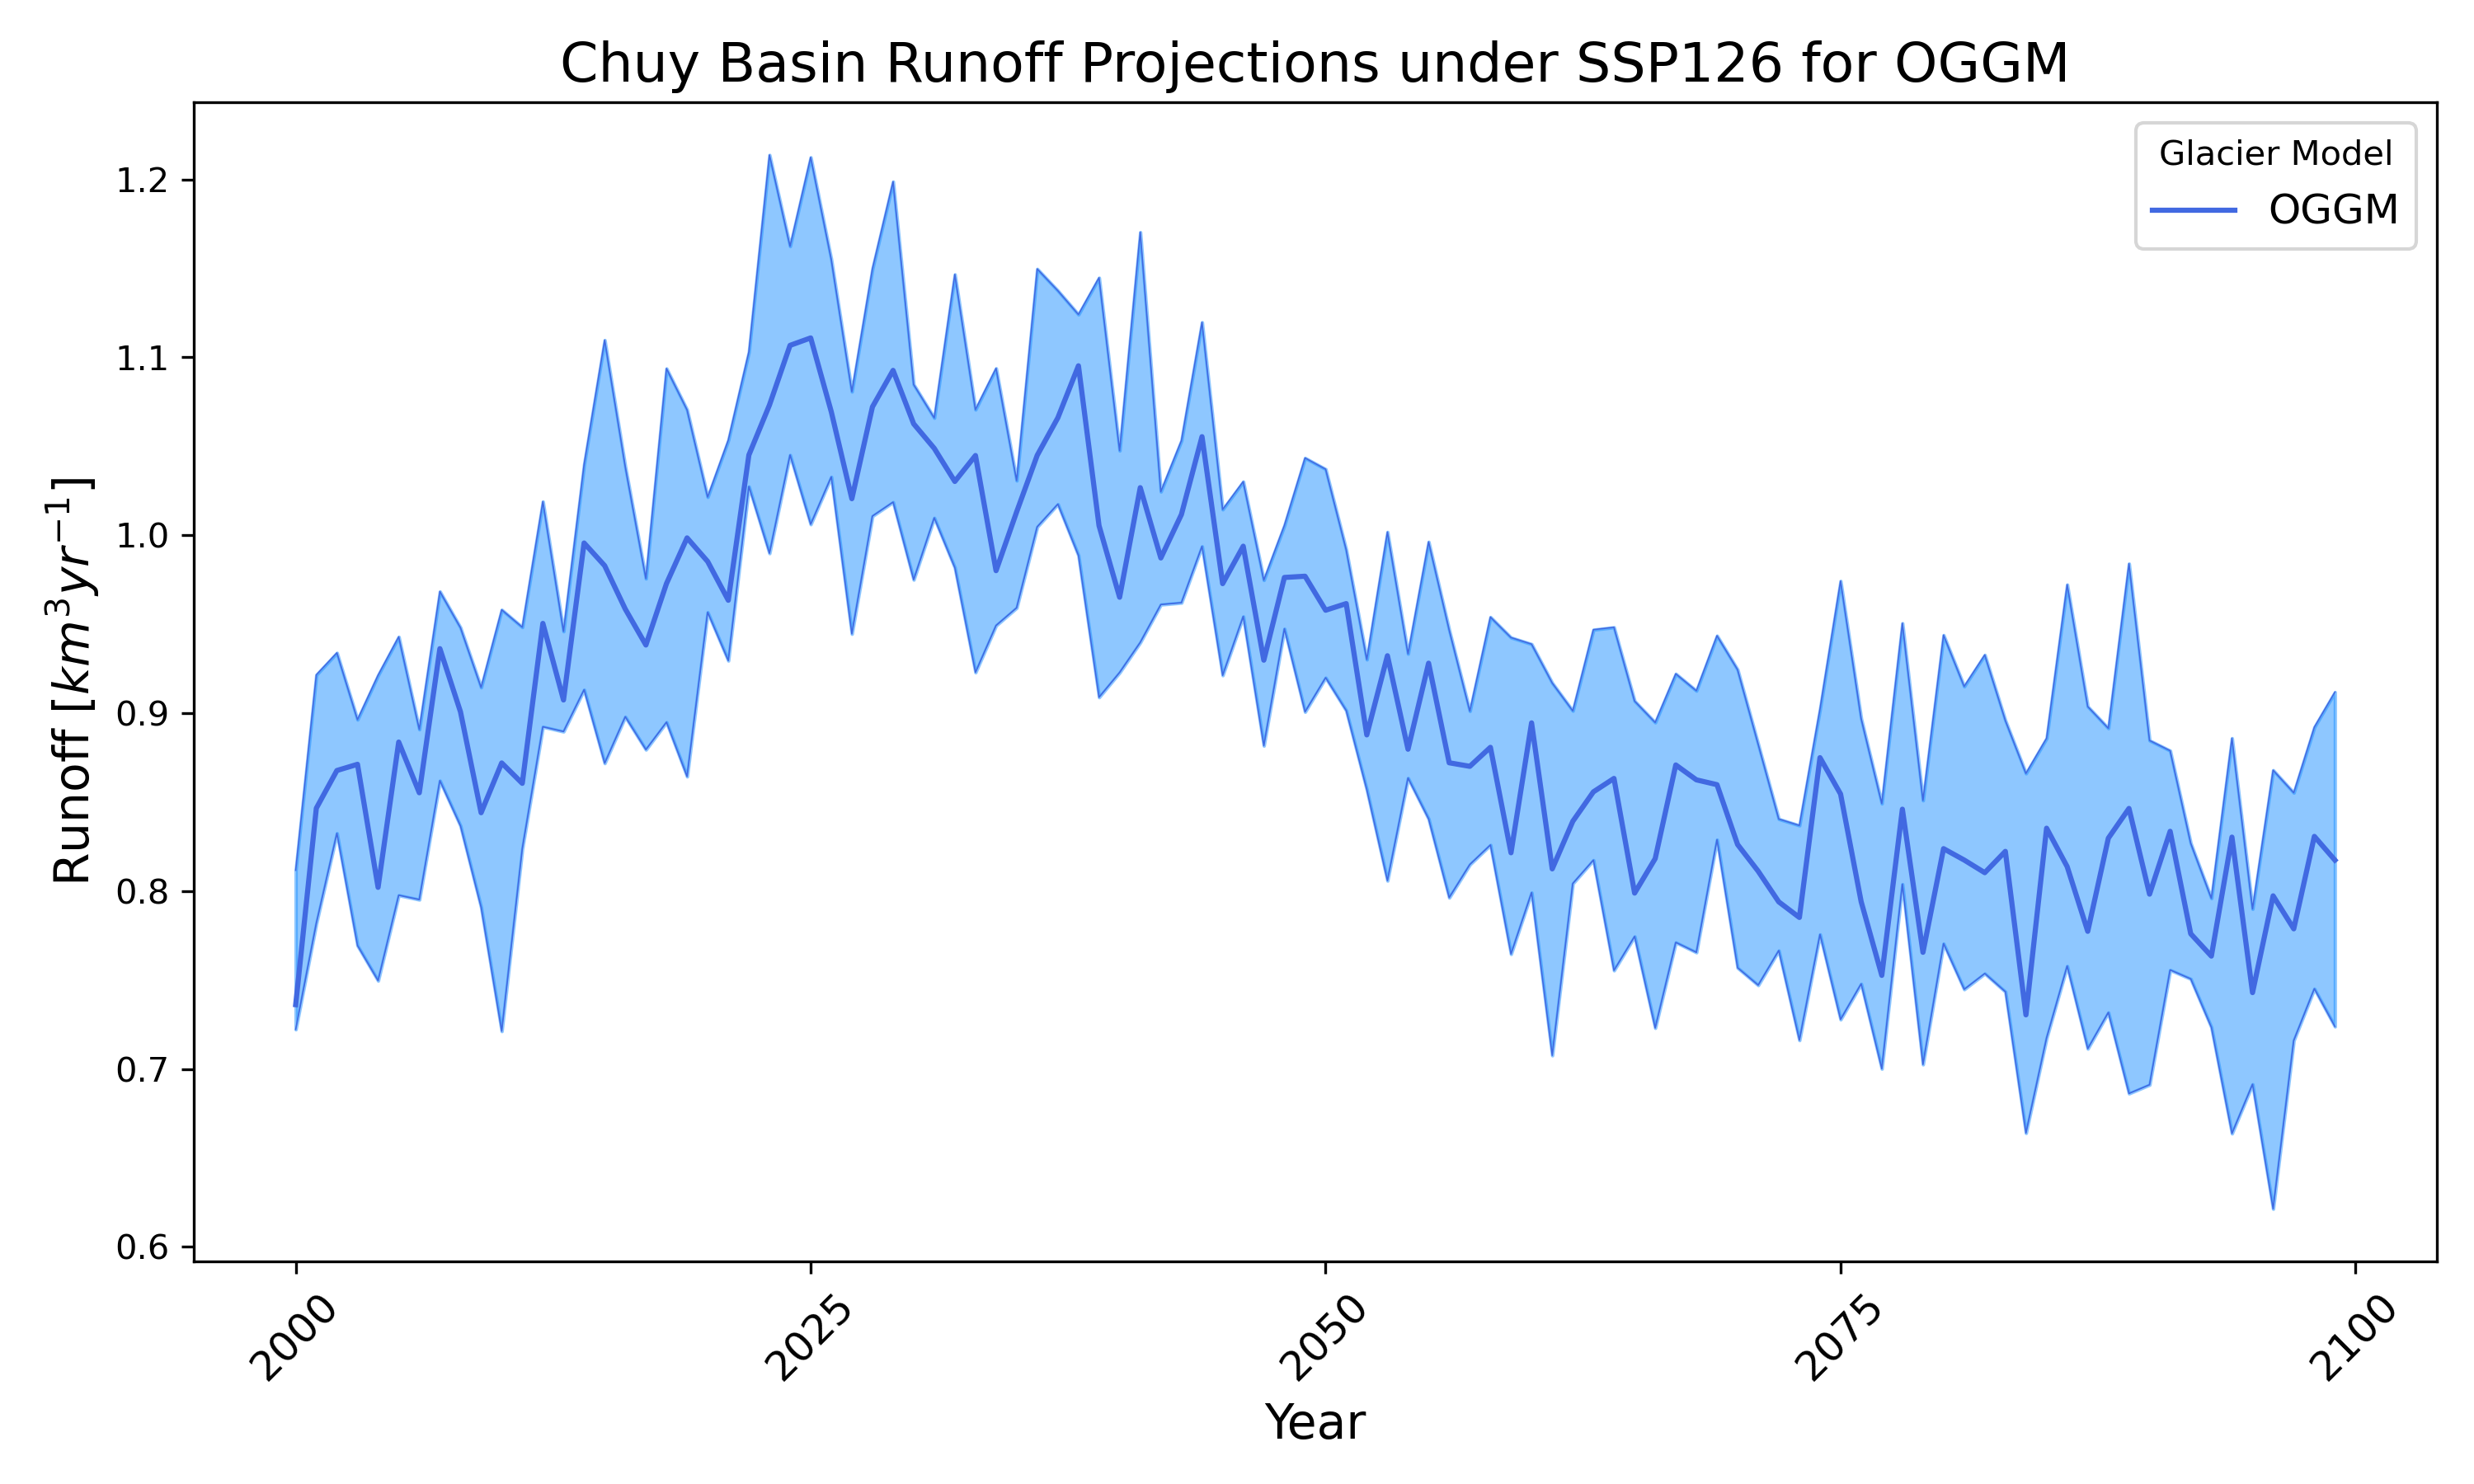 Chuy Basin Runoff Projections under SSP126 for OGGM
Glacier Model
OGGM
Runoff [km³yr⁻¹]
1.2
1.1
1.0
0.9
0.8
0.7
0.6
2000
2025
2050
2075
2100
Year